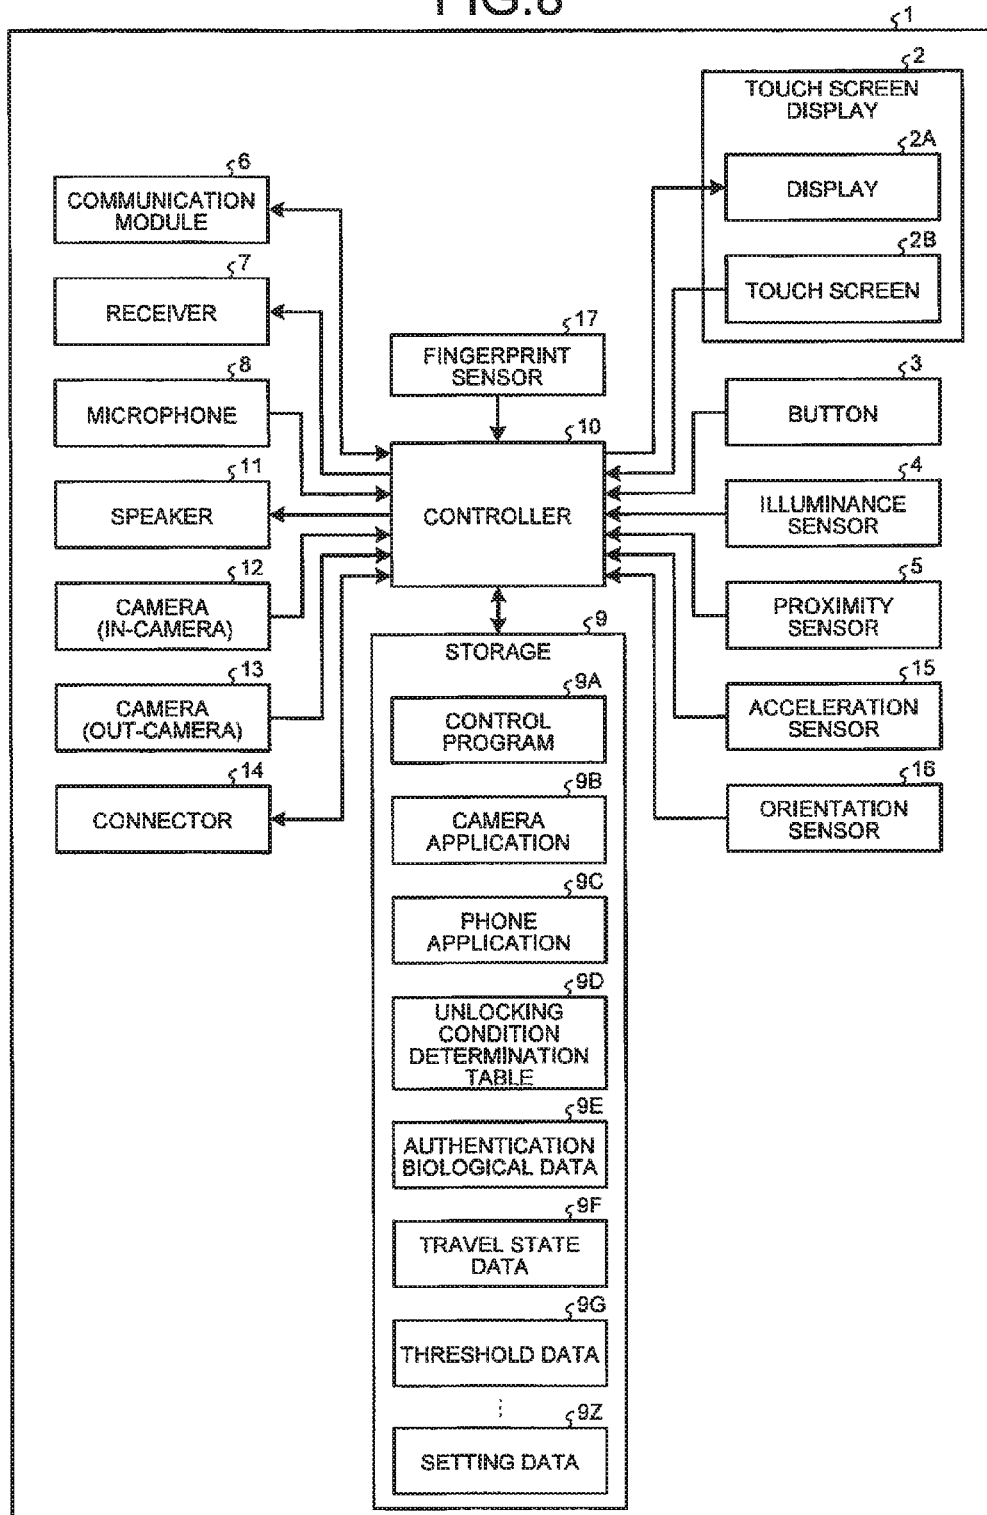 FIG.8
1
2
TOUCH SCREEN
DISPLAY
2A
DISPLAY
2B
TOUCH SCREEN
6
COMMUNICATION
MODULE
7
RECEIVER
8
MICROPHONE
11
SPEAKER
12
CAMERA
(IN-CAMERA)
13
CAMERA
(OUT-CAMERA)
14
CONNECTOR
17
FINGERPRINT
SENSOR
10
CONTROLLER
3
BUTTON
4
ILLUMINANCE
SENSOR
5
PROXIMITY
SENSOR
15
ACCELERATION
SENSOR
16
ORIENTATION
SENSOR
9
STORAGE
9A
CONTROL
PROGRAM
9B
CAMERA
APPLICATION
9C
PHONE
APPLICATION
9D
UNLOCKING
CONDITION
DETERMINATION
TABLE
9E
AUTHENTICATION
BIOLOGICAL DATA
9F
TRAVEL STATE
DATA
9G
THRESHOLD DATA
9Z
SETTING DATA